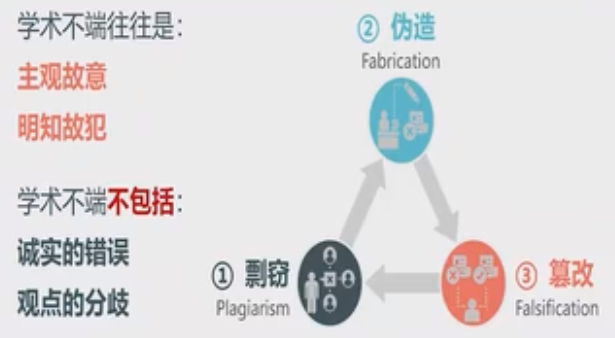 学术不端往往是：
主观故意
明知故犯
学术不端不包括：
诚实的错误
观点的分歧
② 伪造
Fabrication
① 剽窃
Plagiarism
③ 篡改
Falsification